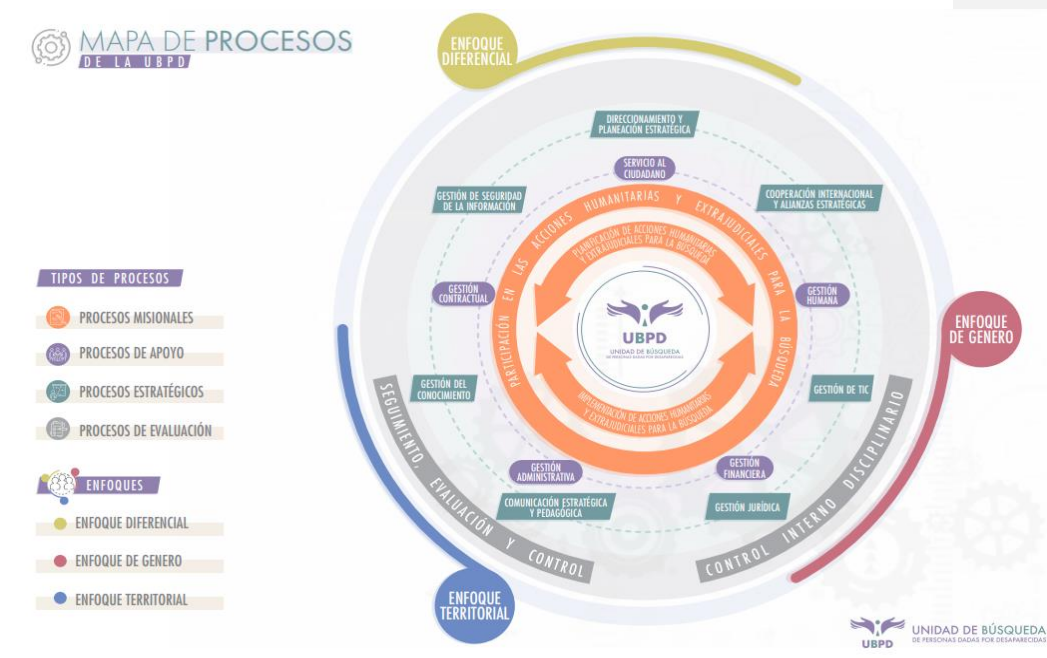 MAPA DE PROCESOS
DE LA UBPD
ENFOQUE
DIFERENCIAL
DIRECCIONAMIENTO Y
PLANEACIÓN ESTRATÉGICA
SERVICIO AL
CIUDADANO
GESTIÓN DE SEGURIDAD
DE LA INFORMACIÓN
COOPERACIÓN INTERNACIONAL
Y ALIANZAS ESTRATÉGICAS
PARTICIPACIÓN EN LAS ACCIONES HUMANITARIAS Y EXTRAJUDICIALES PARA LA BÚSQUEDA
PLANIFICACIÓN DE ACCIONES HUMANITARIAS
Y EXTRAJUDICIALES PARA LA BÚSQUEDA
GESTIÓN
CONTRACTUAL
GESTIÓN
HUMANA
UBPD
UNIDAD DE BÚSQUEDA
DE PERSONAS DADAS POR DESAPARECIDAS
ENFOQUE
DE GENERO
GESTIÓN DEL
CONOCIMIENTO
GESTIÓN DE TIC
IMPLEMENTACIÓN DE ACCIONES HUMANITARIAS
Y EXTRAJUDICIALES PARA LA BÚSQUEDA
GESTIÓN
ADMINISTRATIVA
GESTIÓN
FINANCIERA
COMUNICACIÓN ESTRATÉGICA
Y PEDAGÓGICA
GESTIÓN JURÍDICA
SEGUIMIENTO, EVALUACIÓN Y CONTROL
CONTROL INTERNO DISCIPLINARIO
ENFOQUE
TERRITORIAL
TIPOS DE PROCESOS
PROCESOS MISIONALES
PROCESOS DE APOYO
PROCESOS ESTRATÉGICOS
PROCESOS DE EVALUACIÓN
ENFOQUES
ENFOQUE DIFERENCIAL
ENFOQUE DE GENERO
ENFOQUE TERRITORIAL
UBPD
UNIDAD DE BÚSQUEDA
DE PERSONAS DADAS POR DESAPARECIDAS